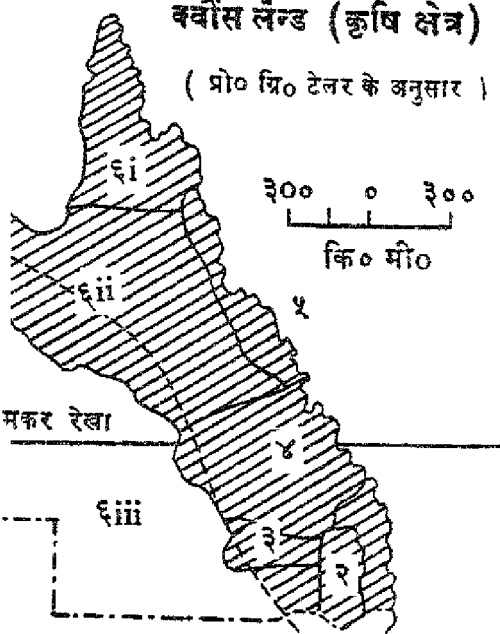 क्वींस लैन्ड (कृषि क्षेत्र)
( प्रो० ग्रि० टेलर के अनुसार )
६i
३०० ० ३००
कि० मी०
६ii
५
मकर रेखा
४
६iii
३
२